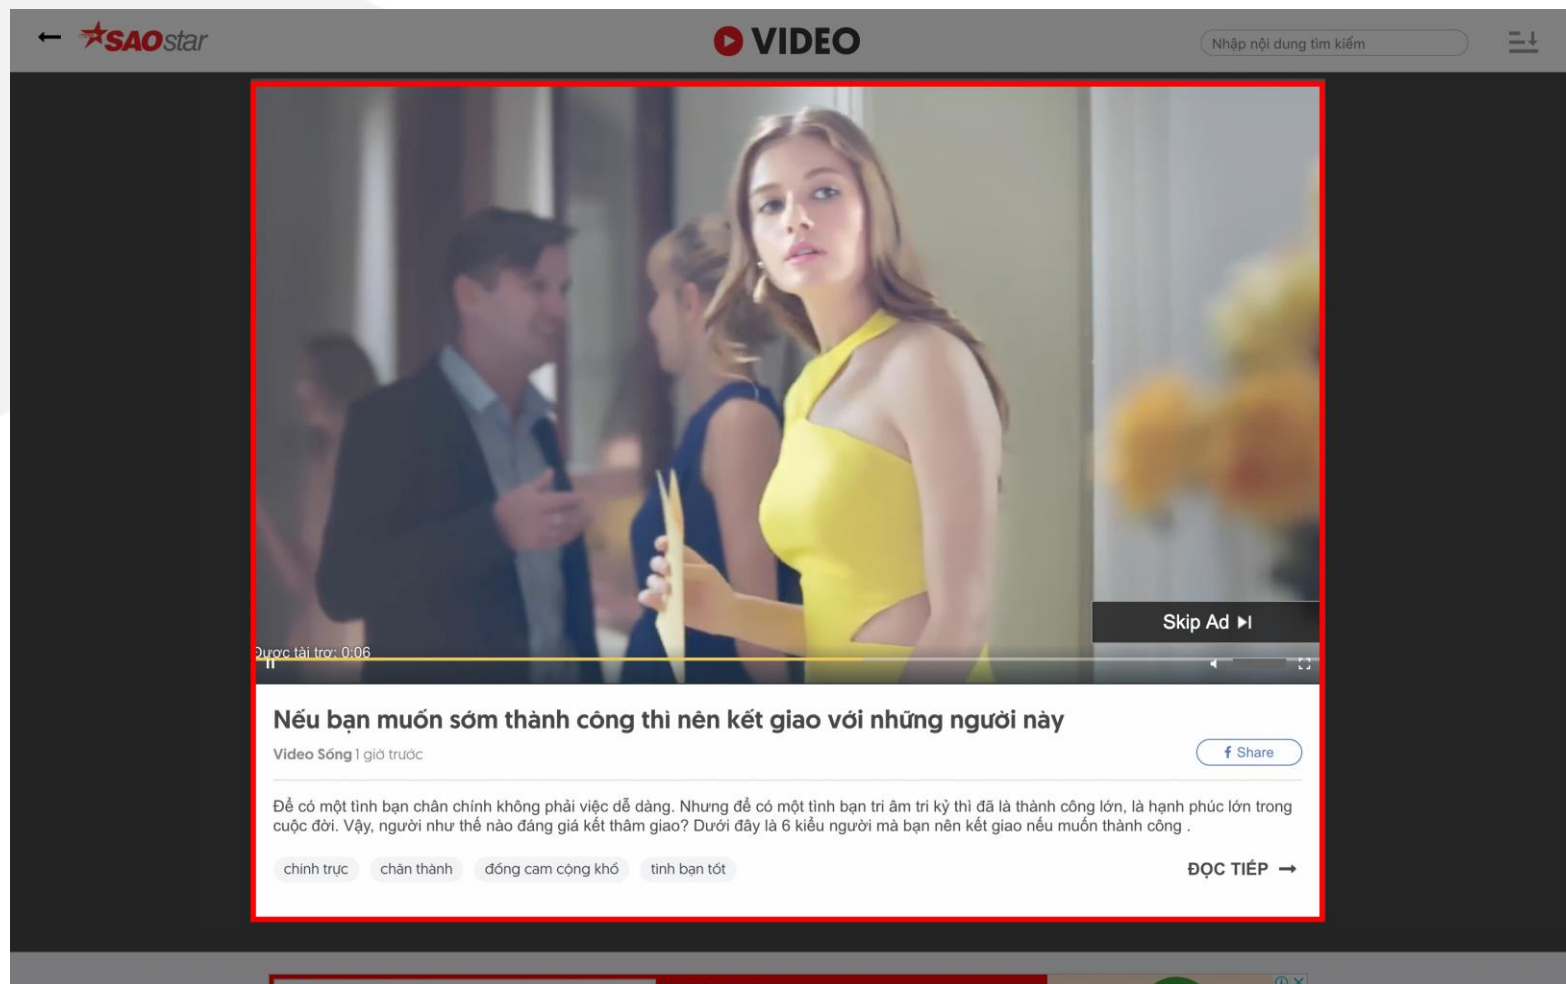 SAOstar
VIDEO
Nhập nội dung tìm kiếm
Skip Ad
Được tài trợ: 0:06
Nếu bạn muốn sớm thành công thì nên kết giao với những người này
Video Sống 1 giờ trước
f Share
Để có một tình bạn chân chính không phải việc dễ dàng. Nhưng để có một tình bạn tri âm tri kỷ thì đã là thành công lớn, là hạnh phúc lớn trong
cuộc đời. Vậy, người như thế nào đáng giá kết thâm giao? Dưới đây là 6 kiểu người mà bạn nên kết giao nếu muốn thành công .
chính trực
chân thành
đồng cam cộng khổ
tình bạn tốt
ĐỌC TIẾP →